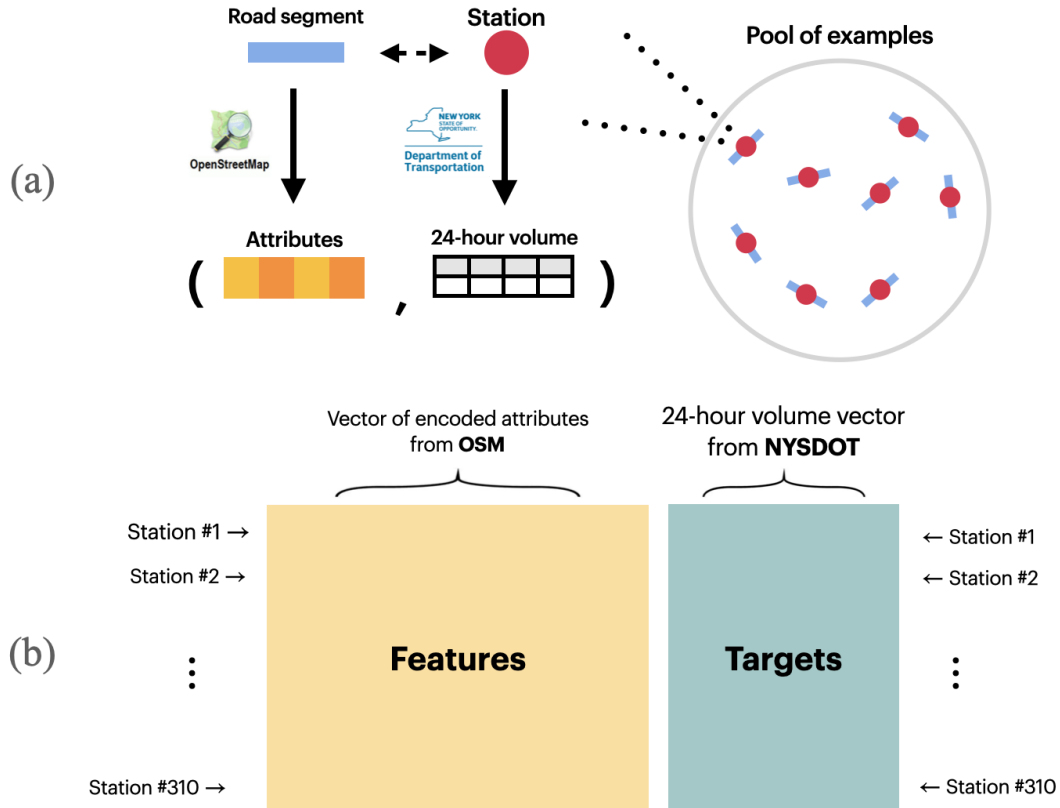 Road segment
Station
Pool of examples
OpenStreetMap
NEW YORK
STATE OF
OPPORTUNITY.
Department of
Transportation
(a)
Attributes
24-hour volume
( , )
Vector of encoded attributes
from OSM
24-hour volume vector
from NYSDOT
Station #1 →
← Station #1
Station #2 →
← Station #2
(b)
Features
Targets
Station #310 →
← Station #310